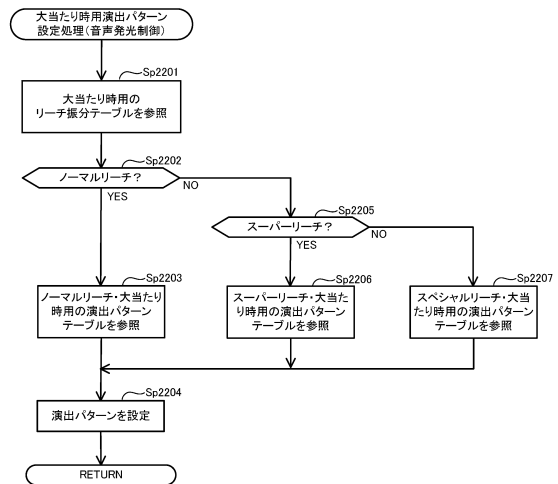 大当たり時用演出パターン
設定処理(音声発光制御)
Sp2201
大当たり時用の
リーチ振分テーブルを参照
Sp2202
ノーマルリーチ?
NO
YES
Sp2205
スーパーリーチ?
NO
YES
Sp2203
ノーマルリーチ・大当たり
時用の演出パターン
テーブルを参照
Sp2206
スーパーリーチ・大当た
り時用の演出パターン
テーブルを参照
Sp2207
スペシャルリーチ・大当
たり時用の演出パターン
テーブルを参照
Sp2204
演出パターンを設定
RETURN